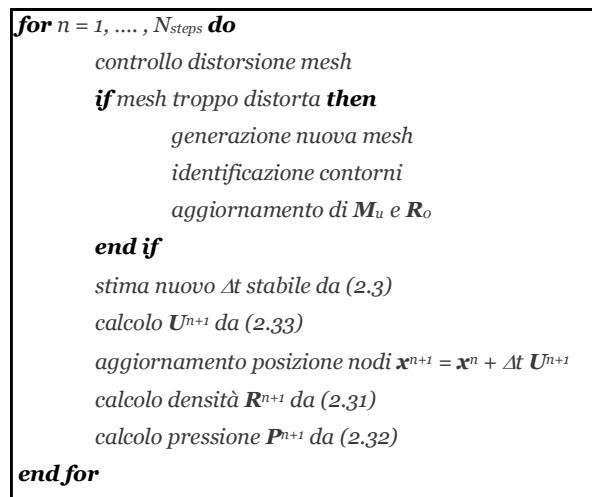 for n = 1, .... , Nsteps do
controllo distorsione mesh
if mesh troppo distorta then
generazione nuova mesh
identificazione contorni
aggiornamento di Mu e R0
end if
stima nuovo Δt stabile da (2.3)
calcolo Uⁿ⁺¹ da (2.33)
aggiornamento posizione nodi xⁿ⁺¹ = xⁿ + Δt Uⁿ⁺¹
calcolo densità Rⁿ⁺¹ da (2.31)
calcolo pressione Pⁿ⁺¹ da (2.32)
end for